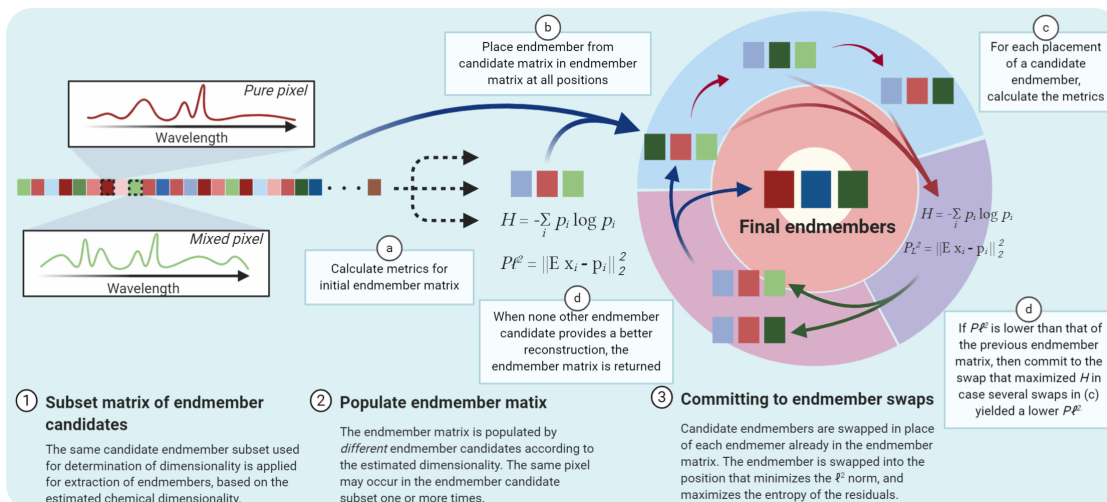 b
Place endmember from
candidate matrix in endmember
matrix at all positions
c
For each placement
of a candidate
endmember,
calculate the metrics
Pure pixel
Wavelength
Mixed pixel
Wavelength
H = -Σ pᵢ log pᵢ
i
Pℓ² = ||E xᵢ - pᵢ||²₂
a
Calculate metrics for
initial endmember matrix
d
When none other endmember
candidate provides a better
reconstruction, the
endmember matrix is returned
Final endmembers
H = -Σ pᵢ log pᵢ
i
P_L² = ||E xᵢ - pᵢ||²₂
d
If Pℓ² is lower than that of
the previous endmember
matrix, then commit to the
swap that maximized H in
case several swaps in (c)
yielded a lower Pℓ²
1 Subset matrix of endmember
candidates
The same candidate endmember subset used
for determination of dimensionality is applied
for extraction of endmembers, based on the
estimated chemical dimensionality.
2 Populate endmember matix
The endmember matrix is populated by
different endmember candidates according to
the estimated dimensionality. The same pixel
may occur in the endmember candidate
subset one or more times.
3 Committing to endmember swaps
Candidate endmembers are swapped in place
of each endmemer already in the endmember
matrix. The endmember is swapped into the
position that minimizes the ℓ² norm, and
maximizes the entropy of the residuals.